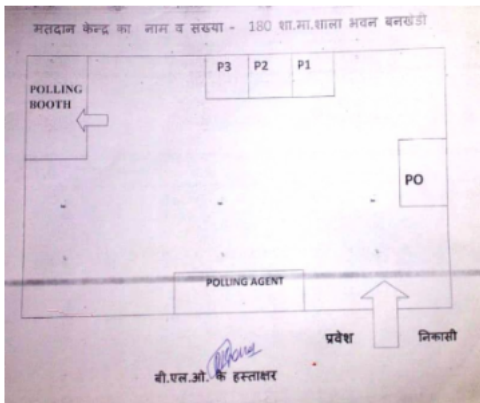 मतदान केन्द्र का नाम व संख्या - 180 शा.मा.शाला भवन बनखेडी
P3 P2 P1
POLLING
BOOTH
PO
POLLING AGENT
प्रवेश निकासी
बी.एल.ओ. के हस्ताक्षर